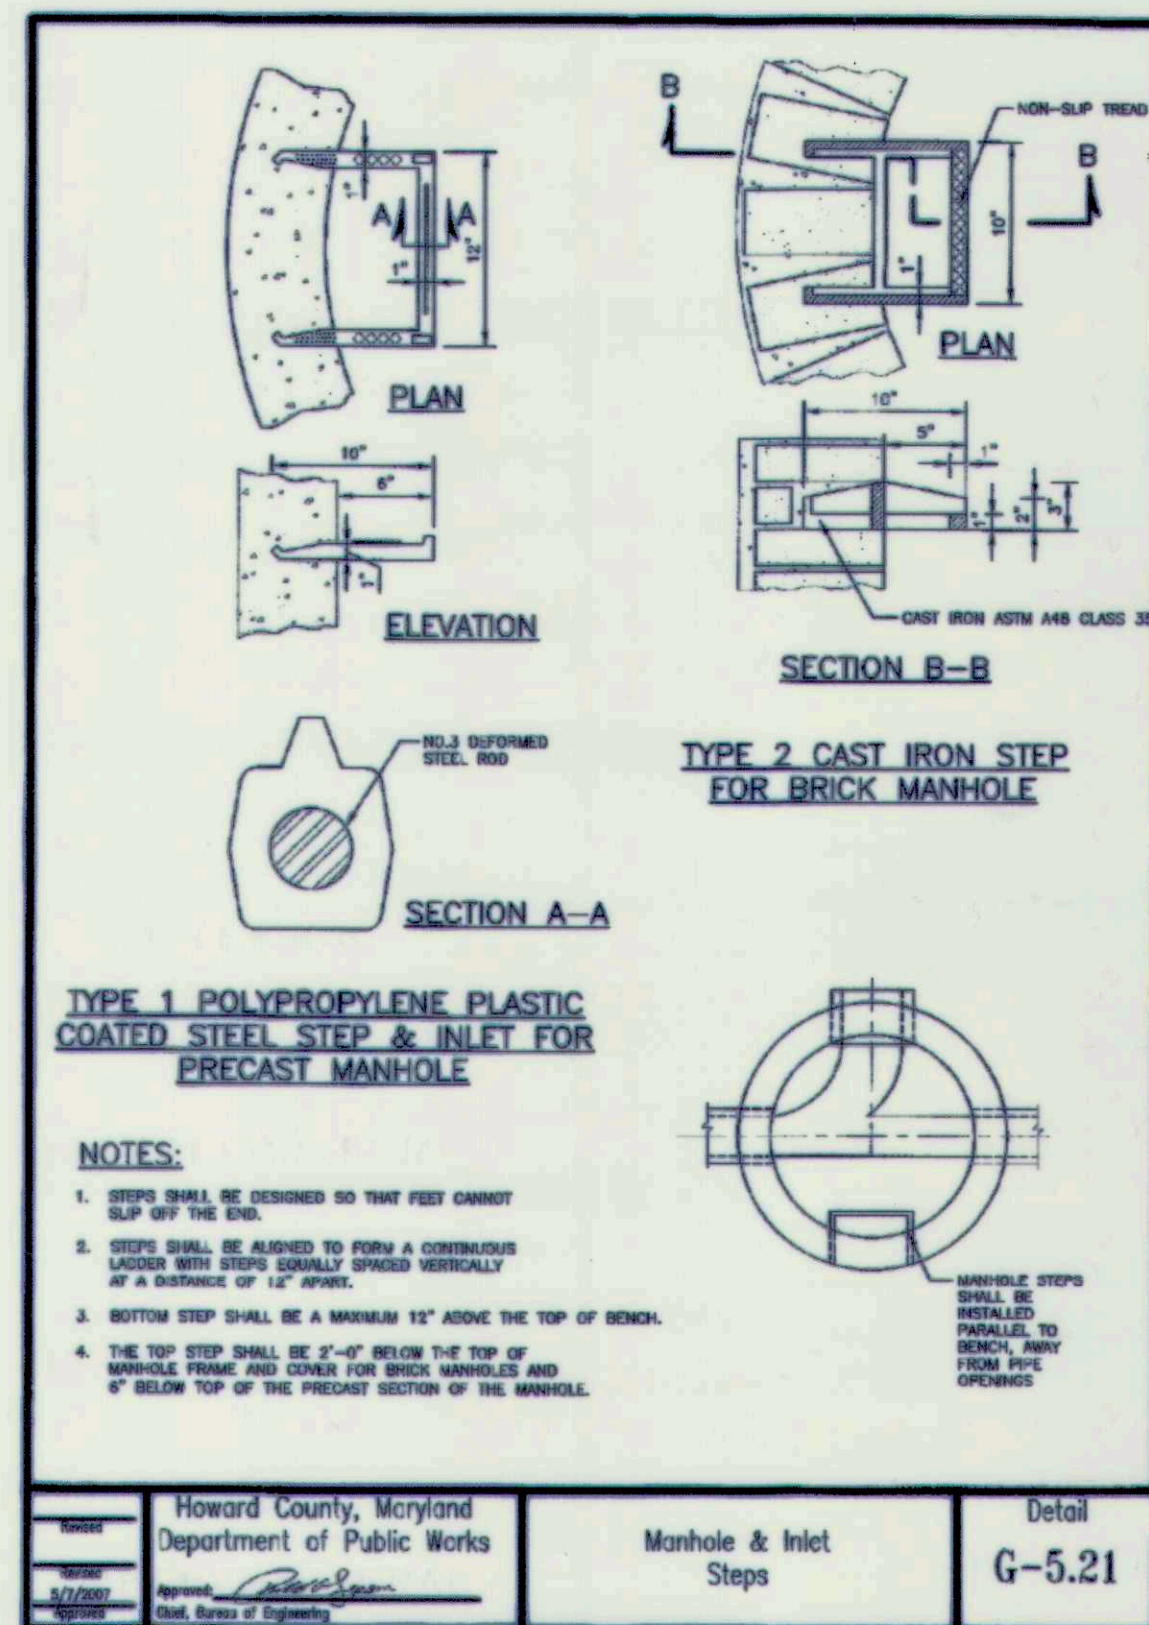 1"
A A
12"
1"
PLAN
10"
6"
1"
ELEVATION
NO.3 DEFORMED
STEEL ROD
SECTION A-A
TYPE 1 POLYPROPYLENE PLASTIC
COATED STEEL STEP & INLET FOR
PRECAST MANHOLE
B
NON-SLIP TREAD
B
10"
1"
PLAN
10"
5"
1"
1"
2"
3"
CAST IRON ASTM A48 CLASS 35
SECTION B-B
TYPE 2 CAST IRON STEP
FOR BRICK MANHOLE
MANHOLE STEPS
SHALL BE
INSTALLED
PARALLEL TO
BENCH, AWAY
FROM PIPE
OPENINGS
NOTES:
1. STEPS SHALL BE DESIGNED SO THAT FEET CANNOT
SLIP OFF THE END.
2. STEPS SHALL BE ALIGNED TO FORM A CONTINUOUS
LADDER WITH STEPS EQUALLY SPACED VERTICALLY
AT A DISTANCE OF 12" APART.
3. BOTTOM STEP SHALL BE A MAXIMUM 12" ABOVE THE TOP OF BENCH.
4. THE TOP STEP SHALL BE 2'-0" BELOW THE TOP OF
MANHOLE FRAME AND COVER FOR BRICK MANHOLES AND
6" BELOW TOP OF THE PRECAST SECTION OF THE MANHOLE.
Revised
Revised
5/7/2007
Approved
Howard County, Maryland
Department of Public Works
Approved:
Chief, Bureau of Engineering
Manhole & Inlet
Steps
Detail
G-5.21